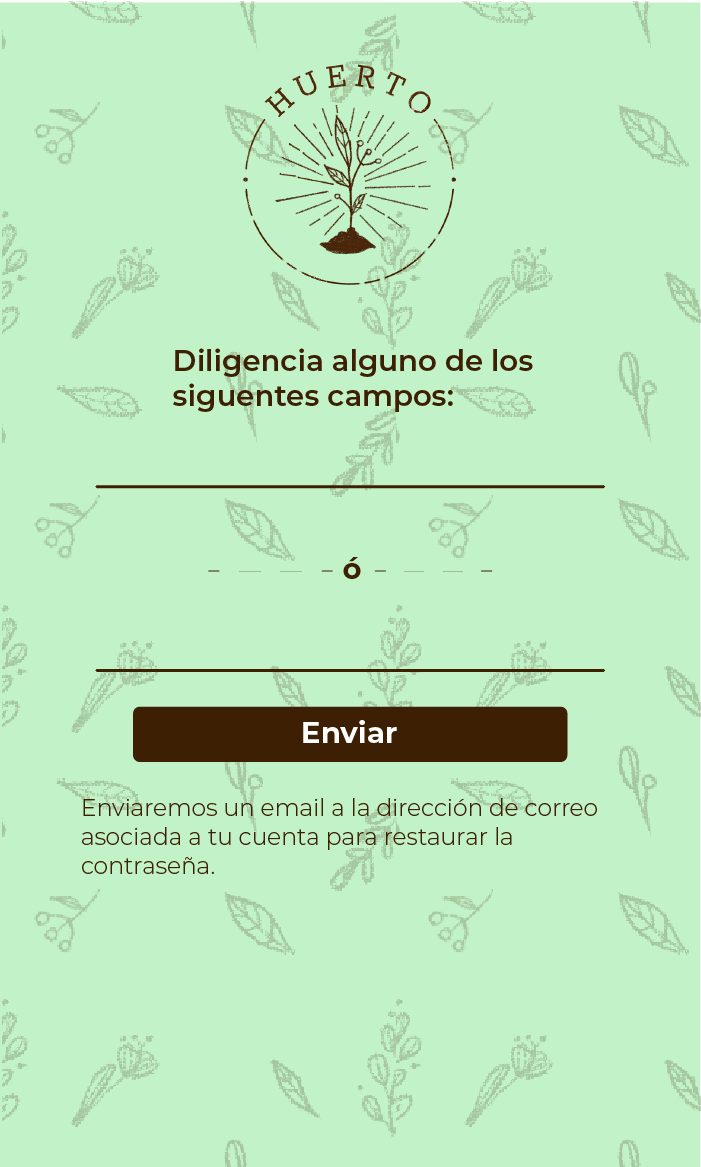 HUERTO
Diligencia alguno de los
siguentes campos:
ó
Enviar
Enviaremos un email a la dirección de correo
asociada a tu cuenta para restaurar la
contraseña.